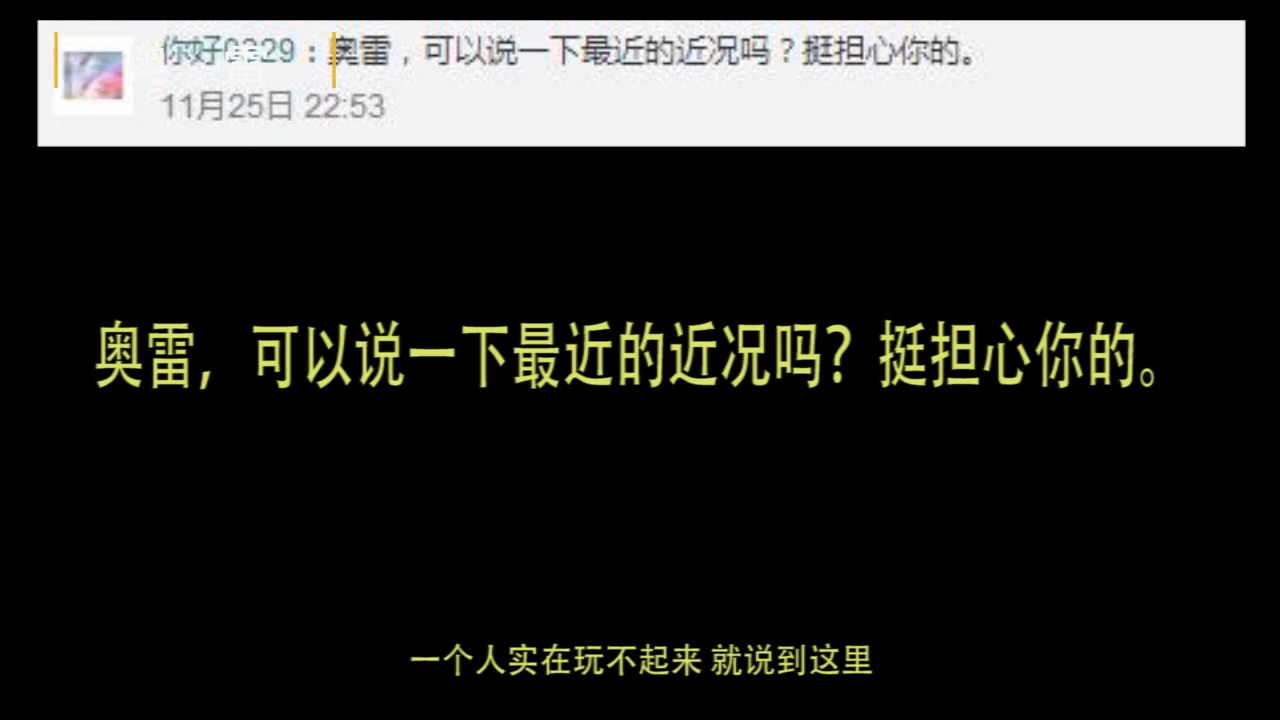 你好0329：奥雷，可以说一下最近的近况吗？挺担心你的。
11月25日 22:53
奥雷，可以说一下最近的近况吗？挺担心你的。
一个人实在玩不起来 就说到这里